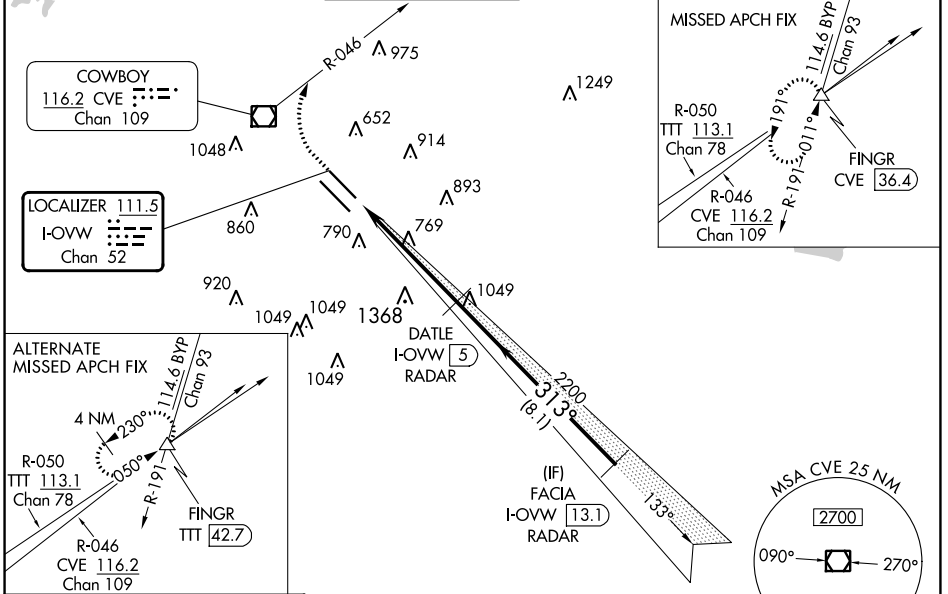 COWBOY
116.2 CVE
Chan 109
R-046
975
1249
652
1048
914
893
LOCALIZER 111.5
I-OVW
Chan 52
860
790
769
920
1049
1049
1368
1049
1049
DATLE
I-OVW 5
RADAR
2200
313°
(8.1)
(IF)
FACIA
I-OVW 13.1
RADAR
133°
MISSED APCH FIX
114.6 BYP
Chan 93
R-050
TTT 113.1
Chan 78
191°
011°
R-191
R-046
CVE 116.2
Chan 109
FINGR
CVE 36.4
ALTERNATE
MISSED APCH FIX
114.6 BYP
Chan 93
4 NM
230°
050°
R-050
TTT 113.1
Chan 78
R-191
FINGR
TTT 42.7
R-046
CVE 116.2
Chan 109
MSA CVE 25 NM
2700
090°
270°